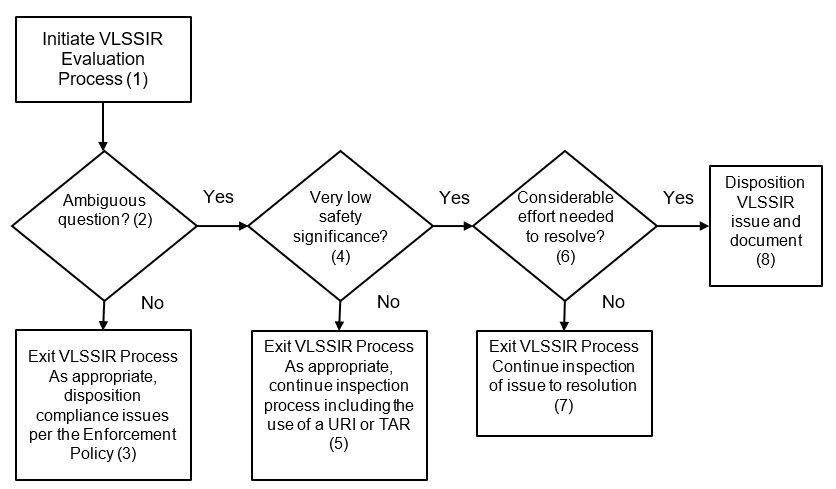 Initiate VLSSIR
Evaluation
Process (1)
Ambiguous
question? (2)
Yes
Very low
safety
significance?
(4)
Yes
Considerable
effort needed
to resolve?
(6)
Yes
Disposition
VLSSIR
issue and
document
(8)
No
No
No
Exit VLSSIR Process
As appropriate,
disposition
compliance issues
per the Enforcement
Policy (3)
Exit VLSSIR Process
As appropriate,
continue inspection
process including the
use of a URI or TAR
(5)
Exit VLSSIR Process
Continue inspection
of issue to resolution
(7)